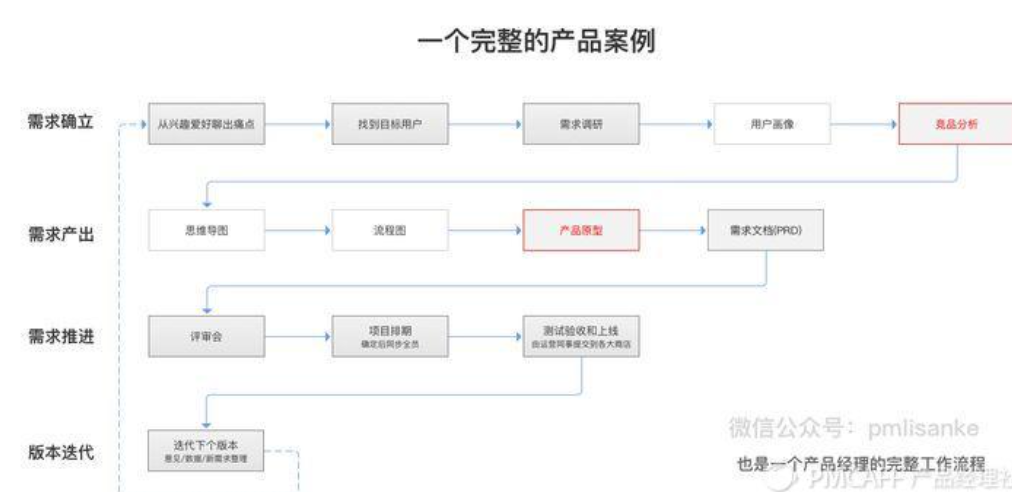 一个完整的产品案例
需求确立
从兴趣爱好聊出痛点
找到目标用户
需求调研
用户画像
竞品分析
需求产出
思维导图
流程图
产品原型
需求文档(PRD)
需求推进
评审会
项目排期
确定后同步全员
测试验收和上线
由运营同事提交到各大商店
版本迭代
迭代下个版本
意见/数据/新需求整理
微信公众号：pmlisanke
也是一个产品经理的完整工作流程
PMCAFF 产品经理社